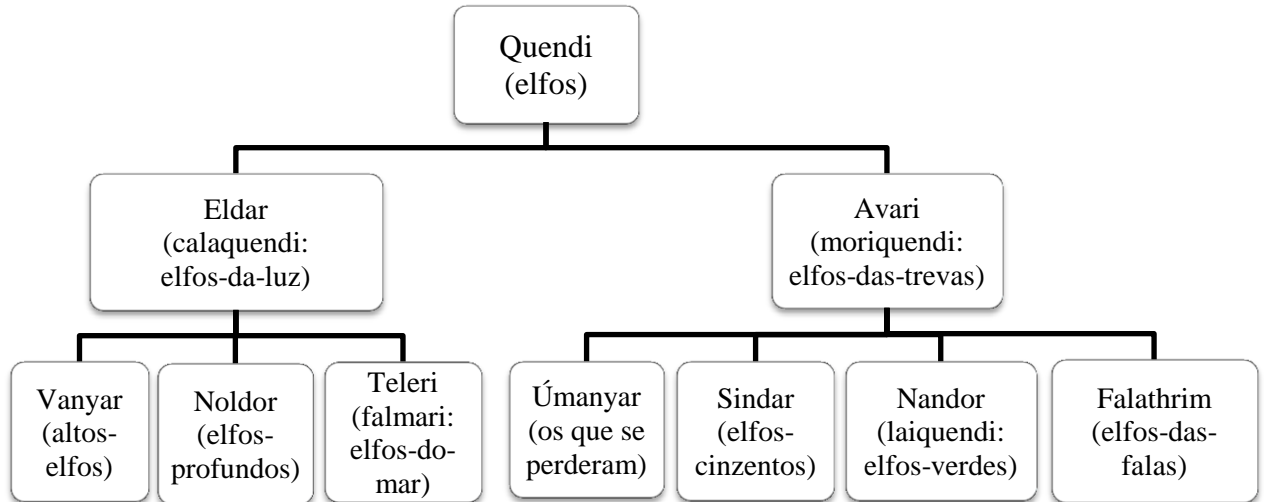 Quendi
(elfos)
Eldar
(calaquendi:
elfos-da-luz)
Avari
(moriquendi:
elfos-das-trevas)
Vanyar
(altos-
elfos)
Noldor
(elfos-
profundos)
Teleri
(falmari:
elfos-do-
mar)
Úmanyar
(os que se
perderam)
Sindar
(elfos-
cinzentos)
Nandor
(laiquendi:
elfos-verdes)
Falathrim
(elfos-das-
falas)